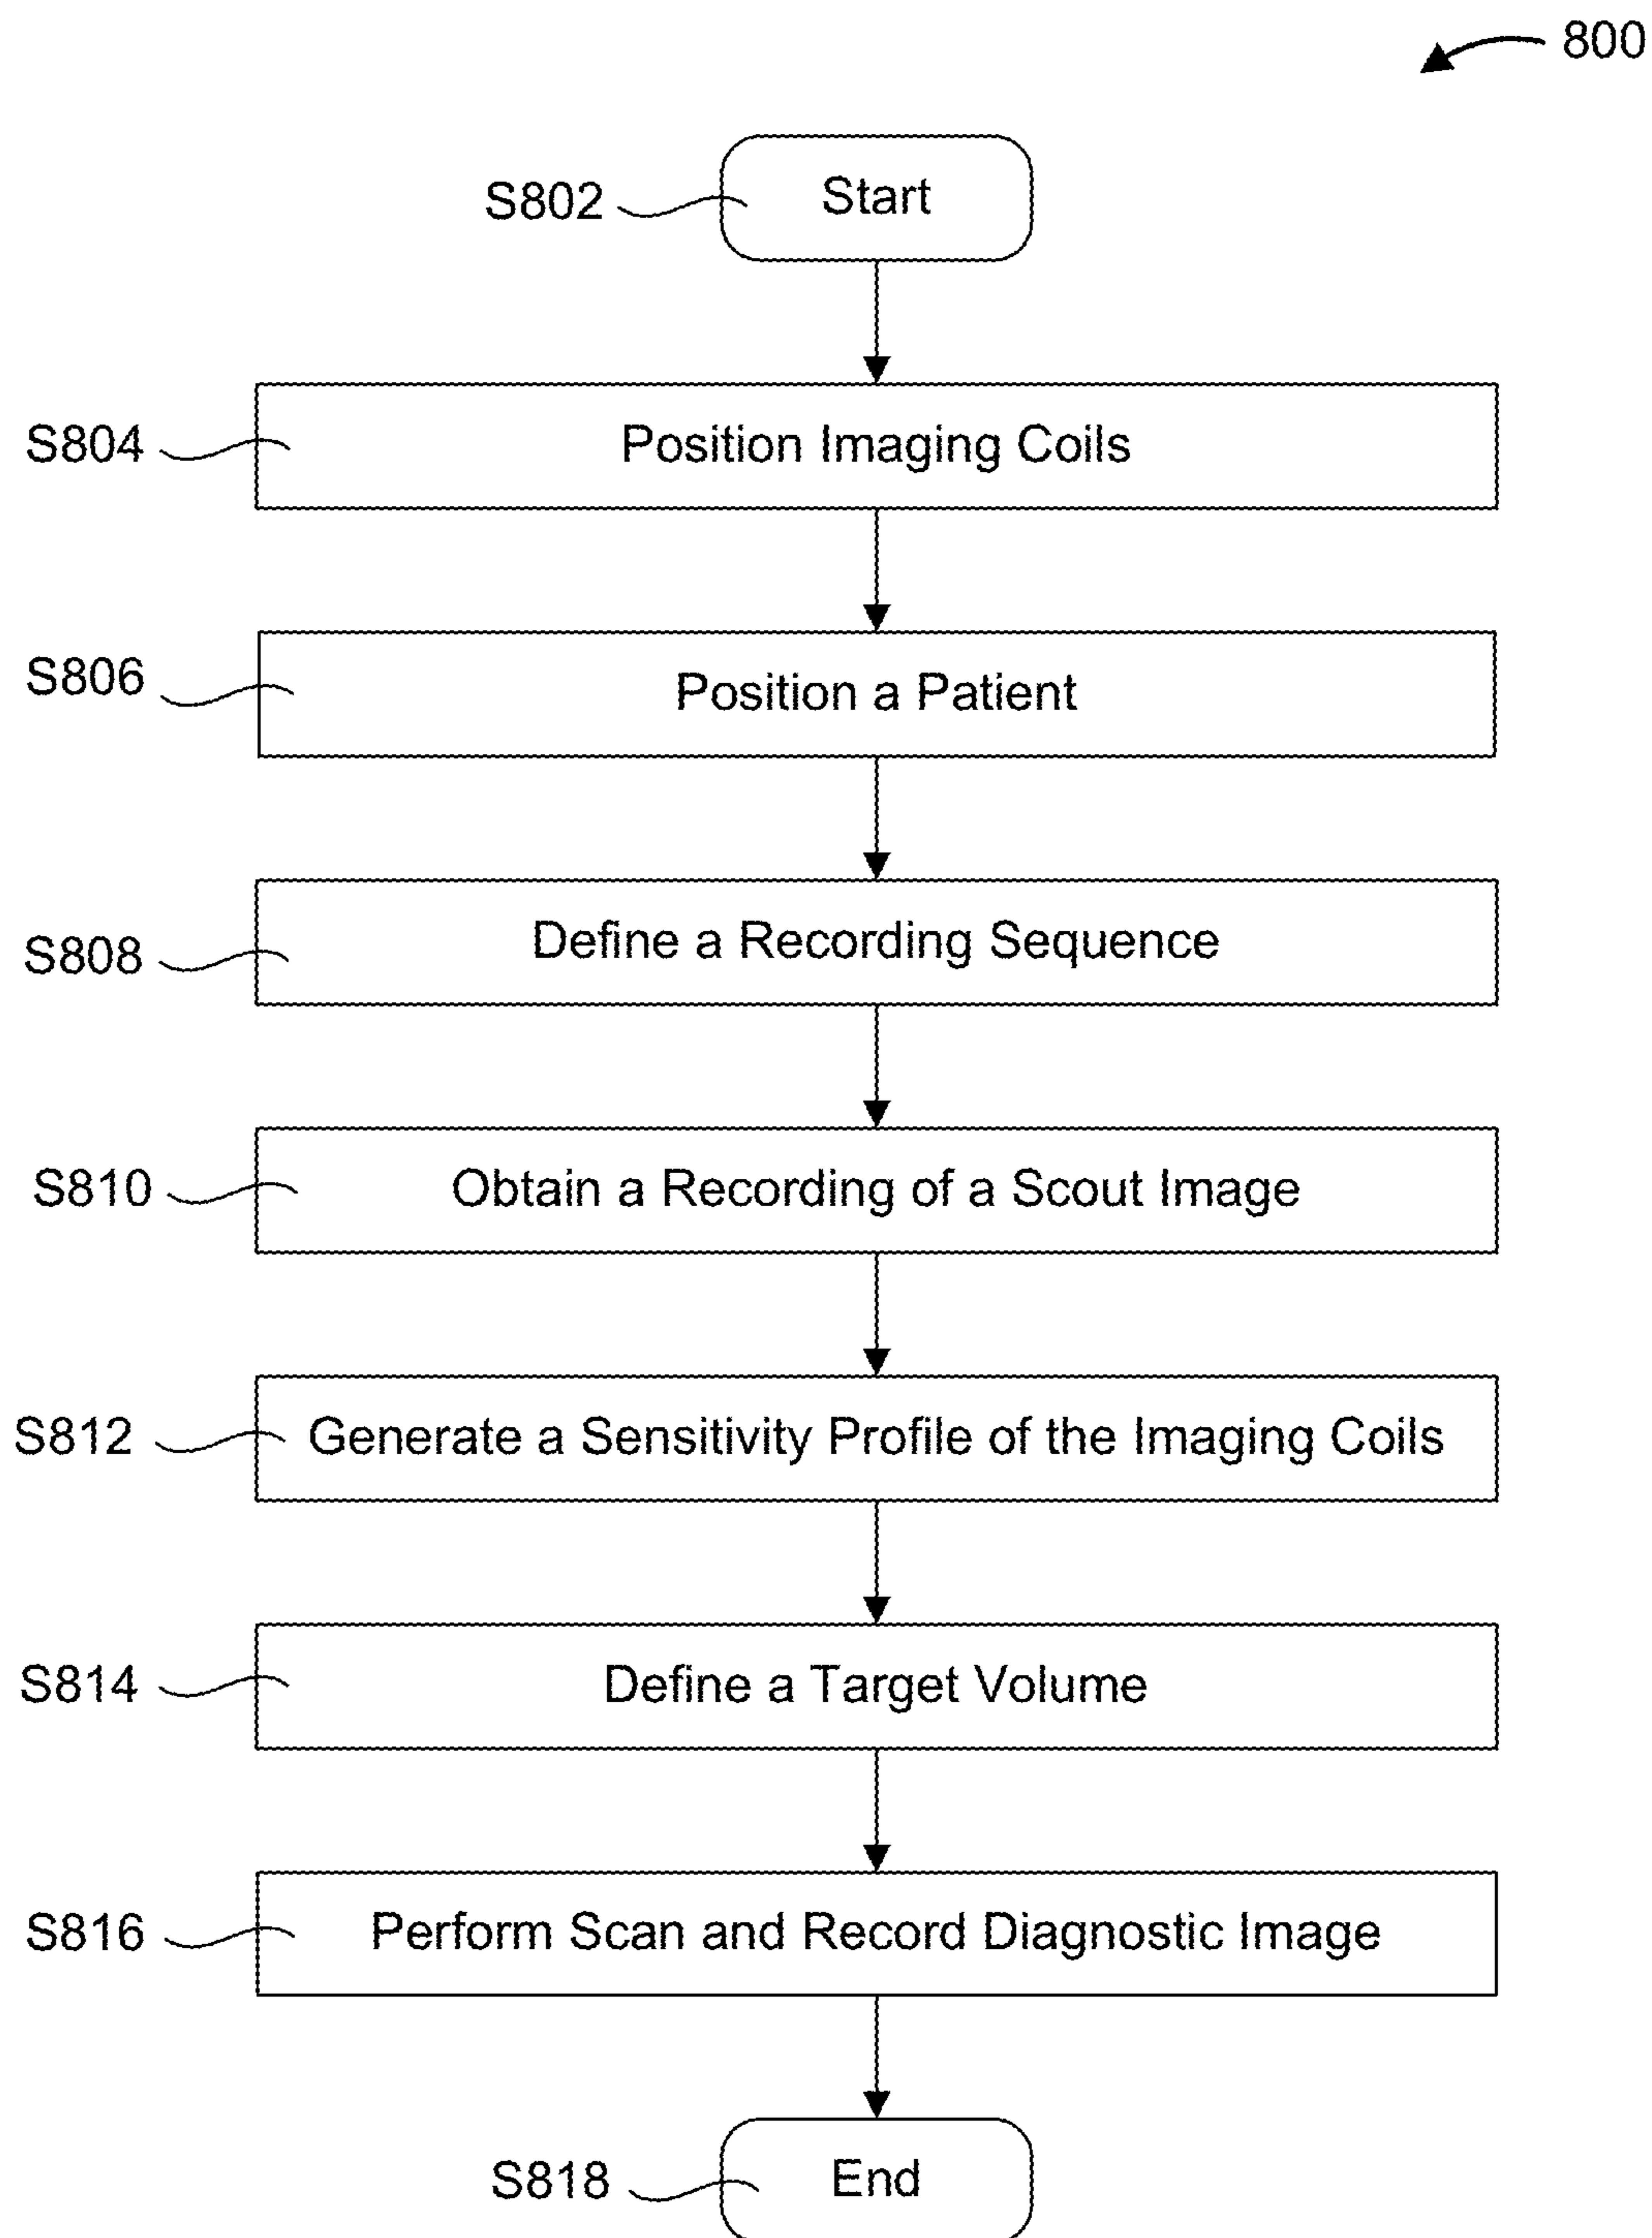 800
S802 Start
S804 Position Imaging Coils
S806 Position a Patient
S808 Define a Recording Sequence
S810 Obtain a Recording of a Scout Image
S812 Generate a Sensitivity Profile of the Imaging Coils
S814 Define a Target Volume
S816 Perform Scan and Record Diagnostic Image
S818 End